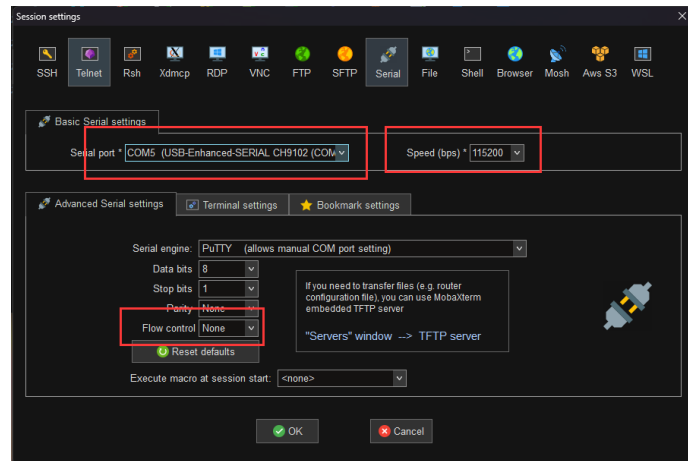 Session settings
SSH Telnet Rsh Xdmcp RDP VNC FTP SFTP Serial File Shell Browser Mosh Aws S3 WSL
Basic Serial settings
Serial port * COM5 (USB-Enhanced-SERIAL CH9102 (COM Speed (bps) * 115200
Advanced Serial settings Terminal settings Bookmark settings
Serial engine: PuTTY (allows manual COM port setting)
Data bits 8
Stop bits 1
Parity None
Flow control None
Reset defaults
If you need to transfer files (e.g. router
configuration file), you can use MobaXterm
embedded TFTP server
"Servers" window --> TFTP server
Execute macro at session start: <none>
OK Cancel